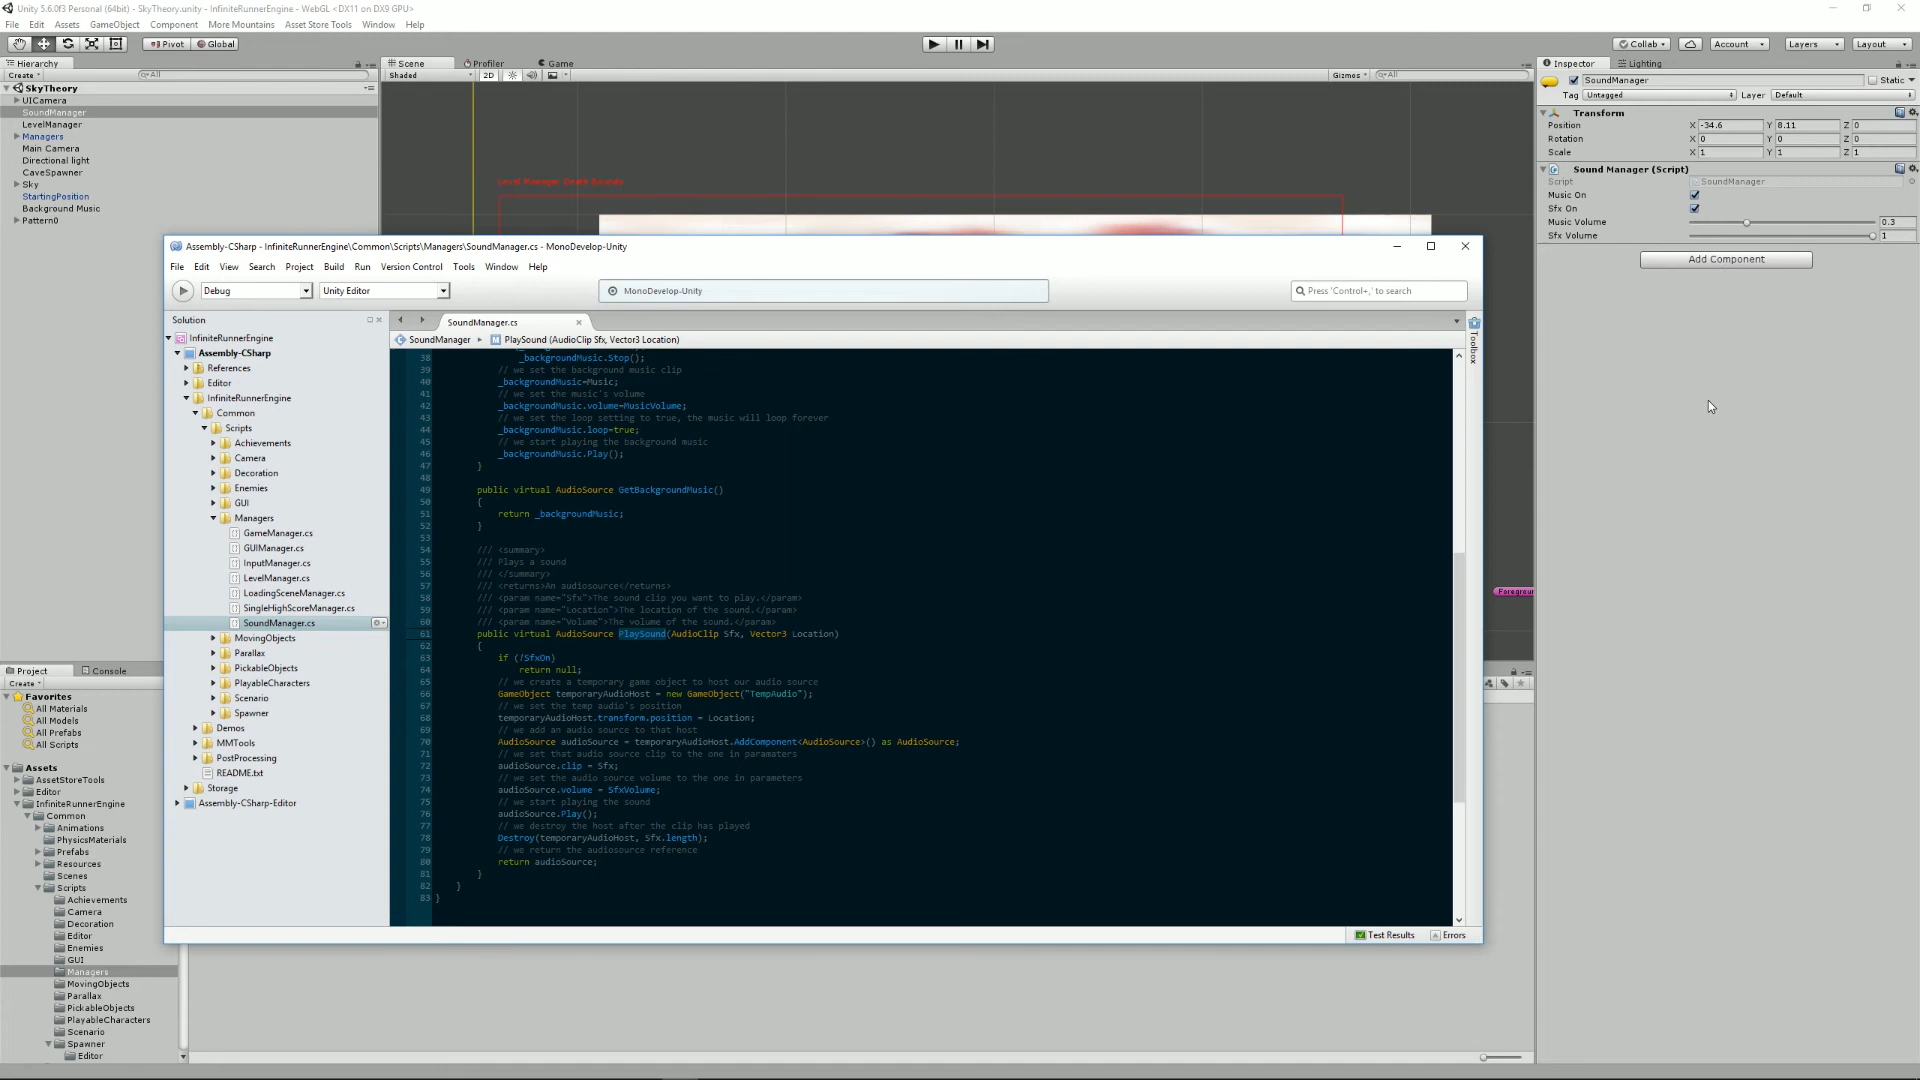 Unity 5.6.0f3 Personal (64bit) - SkyTheory.unity - InfiniteRunnerEngine - WebGL <DX11 on DX9 GPU>
File Edit Assets GameObject Component More Mountains Asset Store Tools Window Help
Pivot Global
Collab Account Layers Layout
Hierarchy
Create All
SkyTheory
UICamera
SoundManager
LevelManager
Managers
Main Camera
Directional light
CaveSpawner
Sky
StartingPosition
Background Music
Pattern0
Scene Profiler Game
Shaded 2D Gizmos All
Level Manager Death Bounds
Foregroun
Inspector Lighting
SoundManager Static
Tag Untagged Layer Default
Transform
Position X -34.6 Y 8.11 Z 0
Rotation X 0 Y 0 Z 0
Scale X 1 Y 1 Z 1
Sound Manager (Script)
Script SoundManager
Music On
Sfx On
Music Volume 0.3
Sfx Volume 1
Add Component
Assembly-CSharp - InfiniteRunnerEngine\Common\Scripts\Managers\SoundManager.cs - MonoDevelop-Unity
File Edit View Search Project Build Run Version Control Tools Window Help
Debug Unity Editor MonoDevelop-Unity Press 'Control+,' to search
Solution
InfiniteRunnerEngine
Assembly-CSharp
References
Editor
InfiniteRunnerEngine
Common
Scripts
Achievements
Camera
Decoration
Enemies
GUI
Managers
GameManager.cs
GUIManager.cs
InputManager.cs
LevelManager.cs
LoadingSceneManager.cs
SingleHighScoreManager.cs
SoundManager.cs
MovingObjects
Parallax
PickableObjects
PlayableCharacters
Scenario
Spawner
Demos
MMTools
PostProcessing
README.txt
Storage
Assembly-CSharp-Editor
SoundManager.cs
SoundManager PlaySound (AudioClip Sfx, Vector3 Location)
Toolbox
38 _backgroundMusic.Stop();
39 // we set the background music clip
40 _backgroundMusic=Music;
41 // we set the music's volume
42 _backgroundMusic.volume=MusicVolume;
43 // we set the loop setting to true, the music will loop forever
44 _backgroundMusic.loop=true;
45 // we start playing the background music
46 _backgroundMusic.Play();
47 }
48
49 public virtual AudioSource GetBackgroundMusic()
50 {
51 return _backgroundMusic;
52 }
53
54 /// <summary>
55 /// Plays a sound
56 /// </summary>
57 /// <returns>An audiosource</returns>
58 /// <param name="Sfx">The sound clip you want to play.</param>
59 /// <param name="Location">The location of the sound.</param>
60 /// <param name="Volume">The volume of the sound.</param>
61 public virtual AudioSource PlaySound(AudioClip Sfx, Vector3 Location)
62 {
63 if (!SfxOn)
64 return null;
65 // we create a temporary game object to host our audio source
66 GameObject temporaryAudioHost = new GameObject("TempAudio");
67 // we set the temp audio's position
68 temporaryAudioHost.transform.position = Location;
69 // we add an audio source to that host
70 AudioSource audioSource = temporaryAudioHost.AddComponent<AudioSource>() as AudioSource;
71 // we set that audio source clip to the one in paramaters
72 audioSource.clip = Sfx;
73 // we set the audio source volume to the one in parameters
74 audioSource.volume = SfxVolume;
75 // we start playing the sound
76 audioSource.Play();
77 // we destroy the host after the clip has played
78 Destroy(temporaryAudioHost, Sfx.length);
79 // we return the audiosource reference
80 return audioSource;
81 }
82 }
83 }
Test Results Errors
Project Console
Create
Favorites
All Materials
All Models
All Prefabs
All Scripts
Assets
AssetStoreTools
Editor
InfiniteRunnerEngine
Common
Animations
PhysicsMaterials
Prefabs
Resources
Scenes
Scripts
Achievements
Camera
Decoration
Editor
Enemies
GUI
Managers
MovingObjects
Parallax
PickableObjects
PlayableCharacters
Scenario
Spawner
Editor